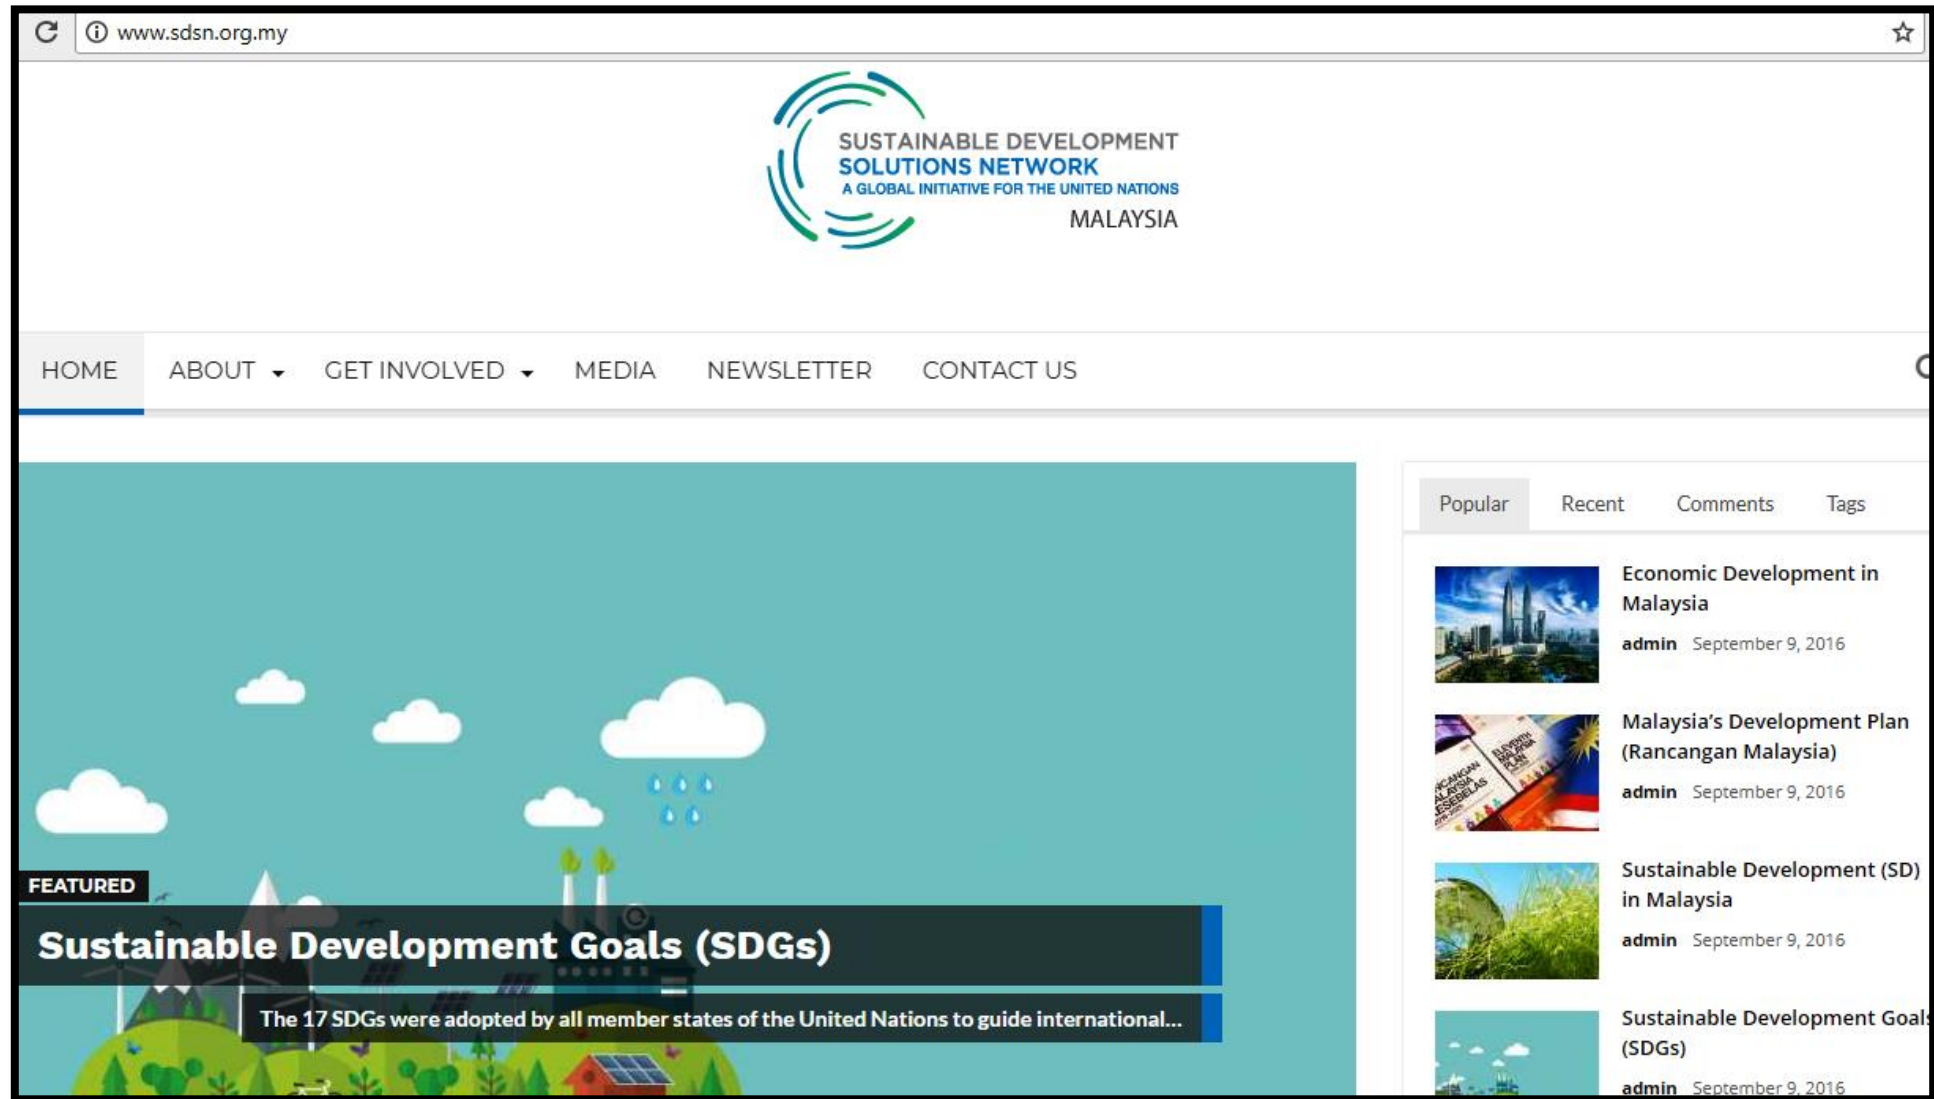 www.sdsn.org.my
SUSTAINABLE DEVELOPMENT
SOLUTIONS NETWORK
A GLOBAL INITIATIVE FOR THE UNITED NATIONS
MALAYSIA
HOME ABOUT GET INVOLVED MEDIA NEWSLETTER CONTACT US
FEATURED
Sustainable Development Goals (SDGs)
The 17 SDGs were adopted by all member states of the United Nations to guide international...
Popular Recent Comments Tags
Economic Development in
Malaysia
admin September 9, 2016
Malaysia's Development Plan
(Rancangan Malaysia)
admin September 9, 2016
ELEVENTH
MALAYSIA
PLAN
Sustainable Development (SD)
in Malaysia
admin September 9, 2016
Sustainable Development Goals
(SDGs)
admin September 9, 2016